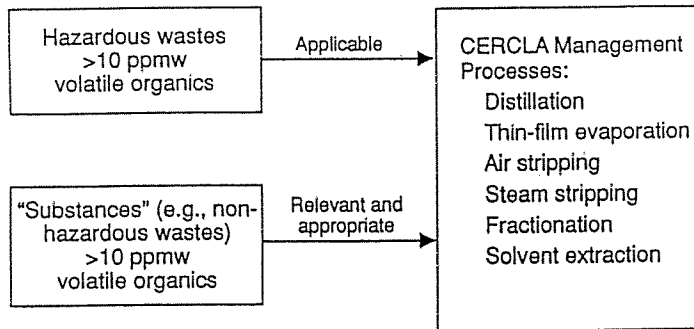 Hazardous wastes
>10 ppmw
volatile organics
Applicable
"Substances" (e.g., non-
hazardous wastes)
>10 ppmw
volatile organics
Relevant and
appropriate
CERCLA Management
Processes:
Distillation
Thin-film evaporation
Air stripping
Steam stripping
Fractionation
Solvent extraction